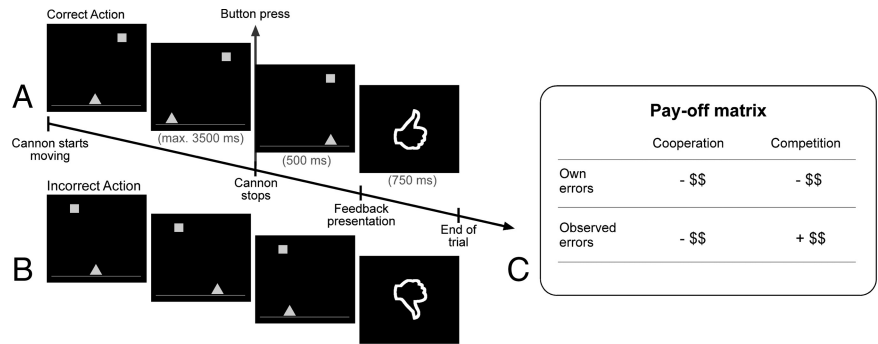 Correct Action
Button press
A
(max. 3500 ms)
Cannon starts
moving
(500 ms)
(750 ms)
Cannon
stops
Incorrect Action
Feedback
presentation
End of
trial
B
C
Pay-off matrix
Cooperation Competition
Own
errors
- $$ - $$
Observed
errors
- $$ + $$